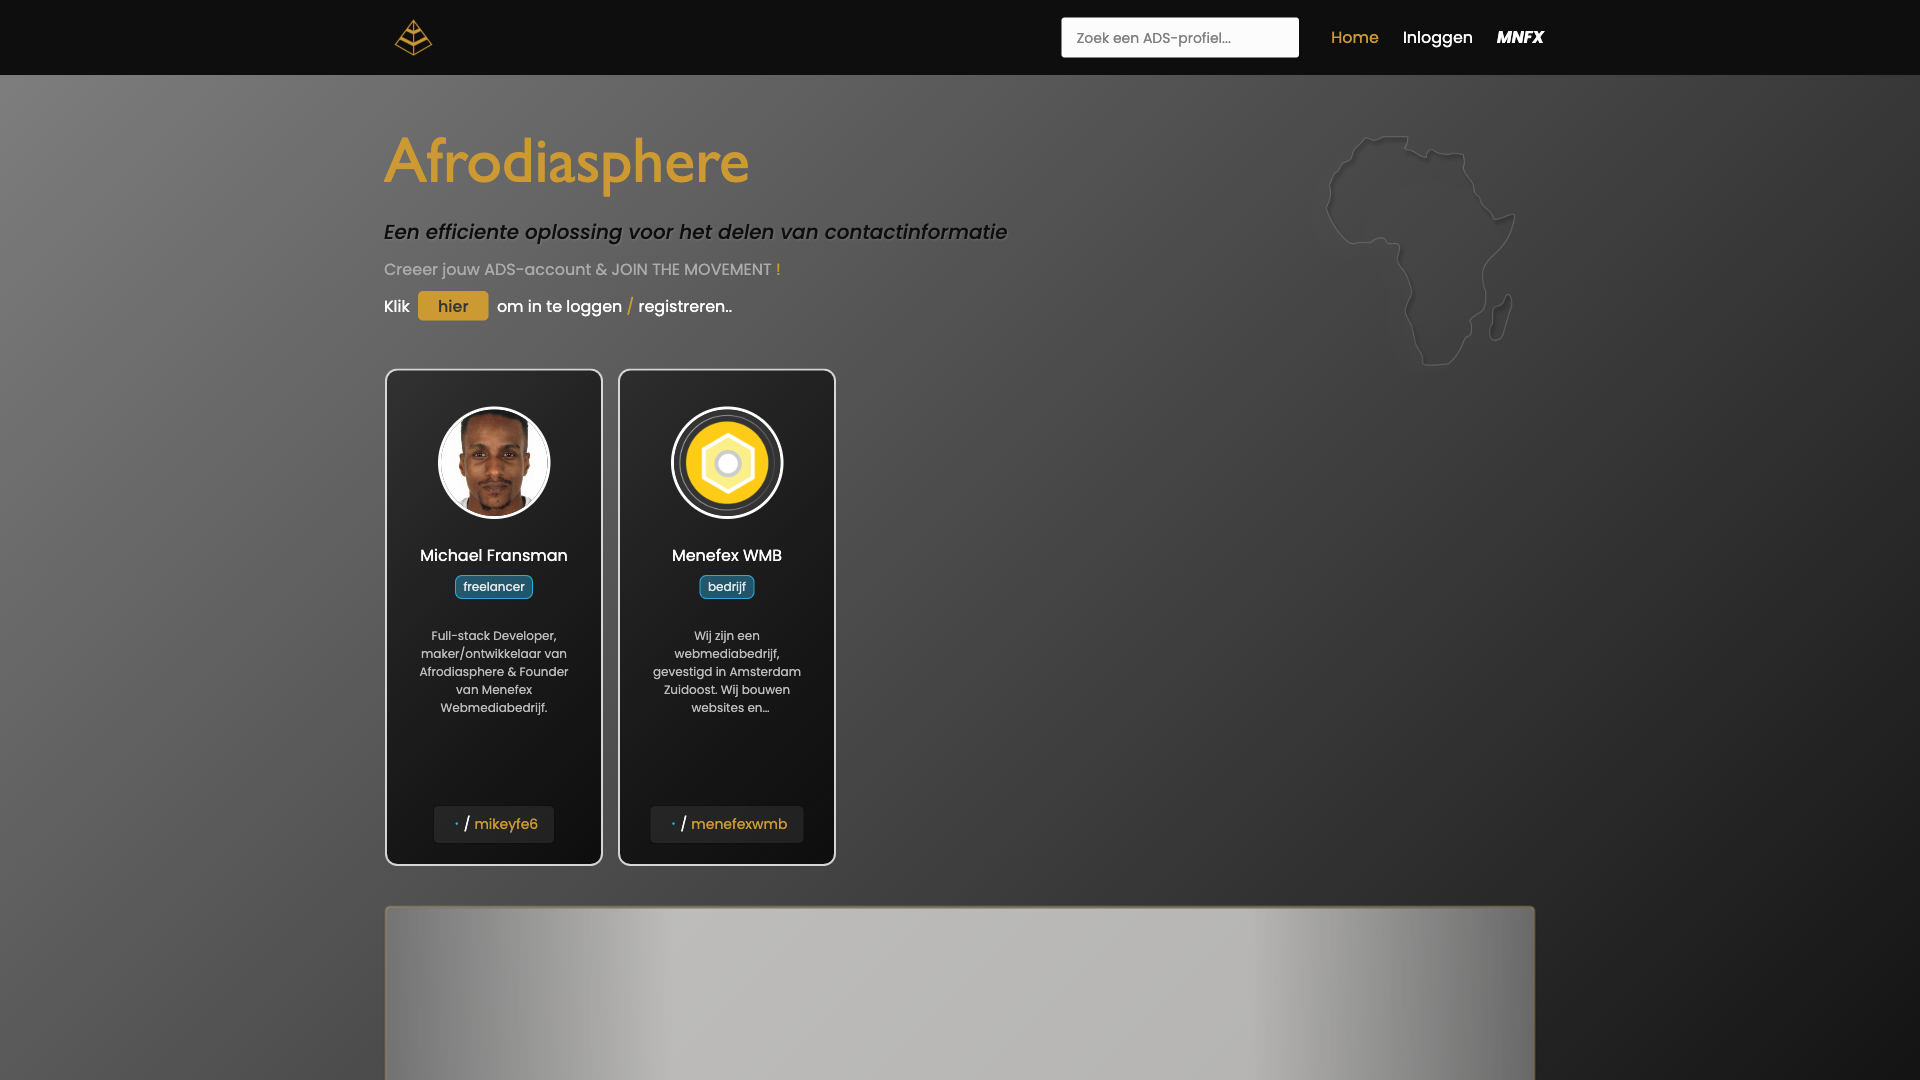 Zoek een ADS-profiel...
Home
Inloggen
MNFX
Afrodiasphere
Een efficiente oplossing voor het delen van contactinformatie
Creeer jouw ADS-account & JOIN THE MOVEMENT !
Klik hier om in te loggen / registreren..
Michael Fransman
freelancer
Full-stack Developer,
maker/ontwikkelaar van
Afrodiasphere & Founder
van Menefex
Webmediabedrijf.
/ mikeyfe6
Menefex WMB
bedrijf
Wij zijn een
webmediabedrijf,
gevestigd in Amsterdam
Zuidoost. Wij bouwen
websites en...
/ menefexwmb